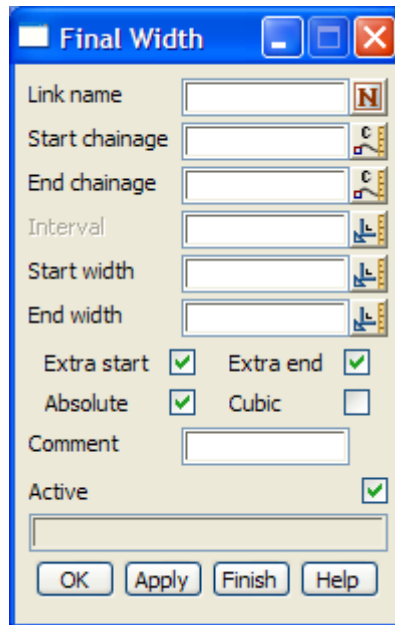 Final Width
Link name N
Start chainage C
End chainage C
Interval
Start width
End width
Extra start Extra end
Absolute Cubic
Comment
Active
OK Apply Finish Help